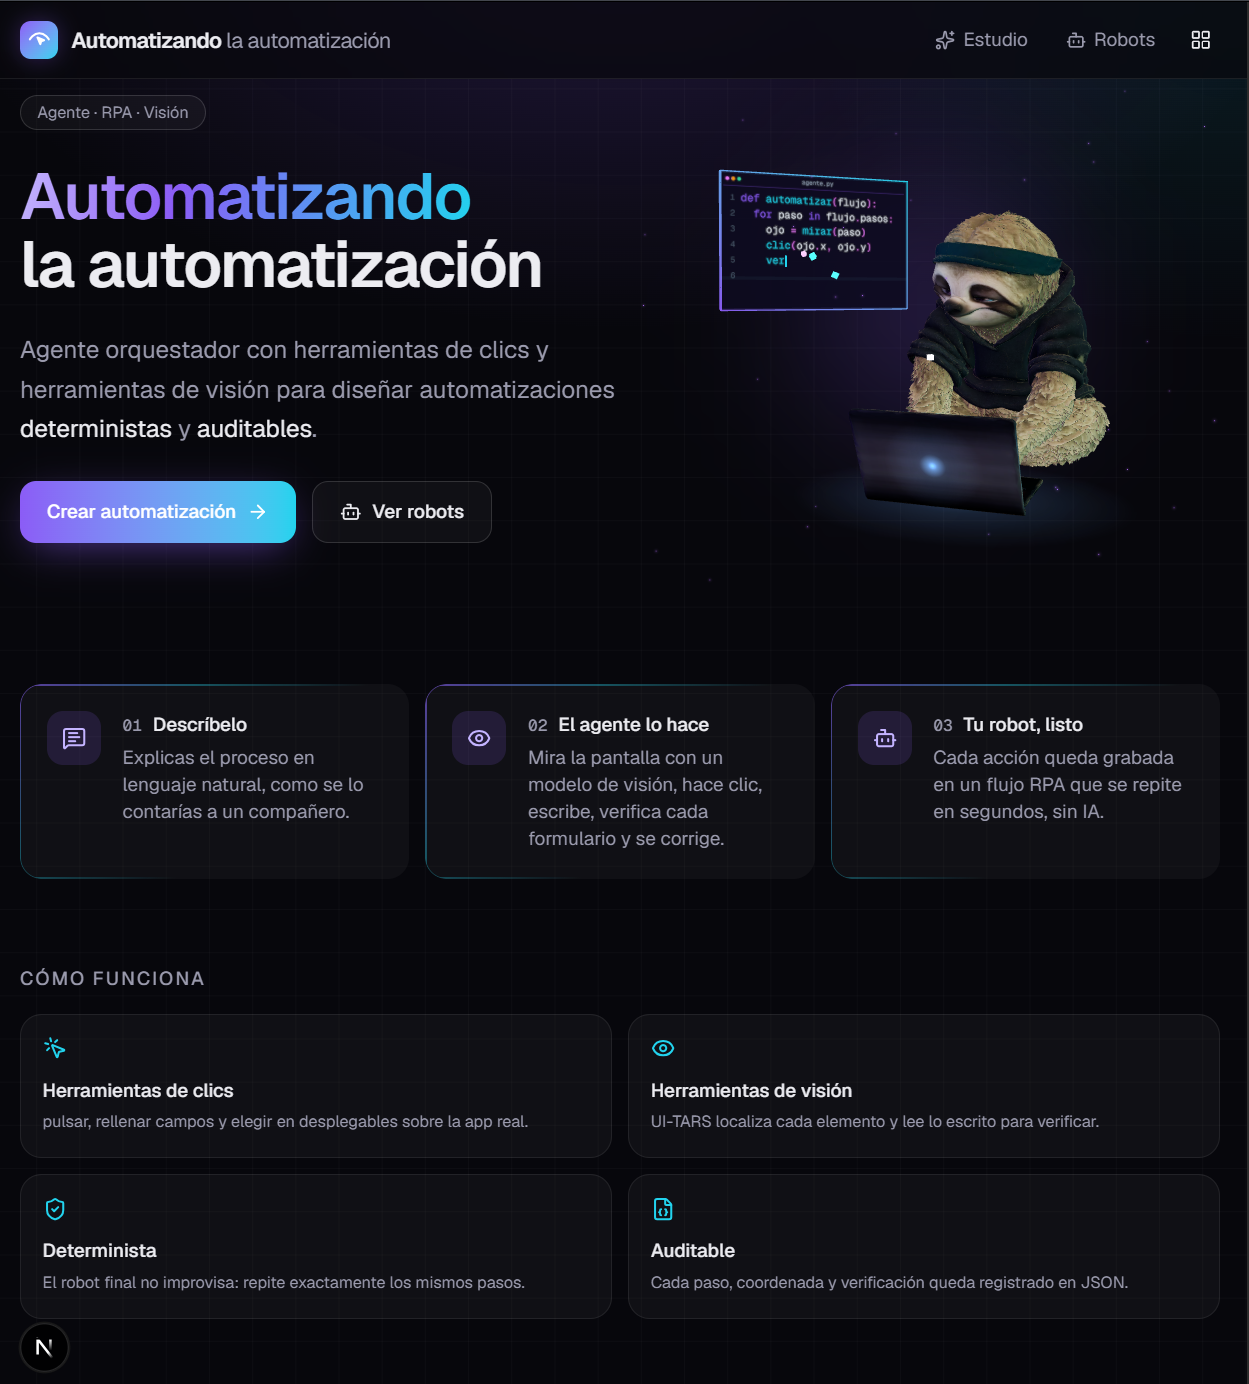 Automatizando la automatización
Estudio
Robots
Agente · RPA · Visión
Automatizando
la automatización
Agente orquestador con herramientas de clics y
herramientas de visión para diseñar automatizaciones
deterministas y auditables.
Crear automatización
Ver robots
agente.py
1 def automatizar(flujo):
2 for paso in flujo.pasos:
3 ojo = mirar(paso)
4 clic(ojo.x, ojo.y)
5 ver
6
01 Descríbelo
Explicas el proceso en
lenguaje natural, como se lo
contarías a un compañero.
02 El agente lo hace
Mira la pantalla con un
modelo de visión, hace clic,
escribe, verifica cada
formulario y se corrige.
03 Tu robot, listo
Cada acción queda grabada
en un flujo RPA que se repite
en segundos, sin IA.
CÓMO FUNCIONA
Herramientas de clics
pulsar, rellenar campos y elegir en desplegables sobre la app real.
Herramientas de visión
UI-TARS localiza cada elemento y lee lo escrito para verificar.
Determinista
El robot final no improvisa: repite exactamente los mismos pasos.
Auditable
Cada paso, coordenada y verificación queda registrado en JSON.
N